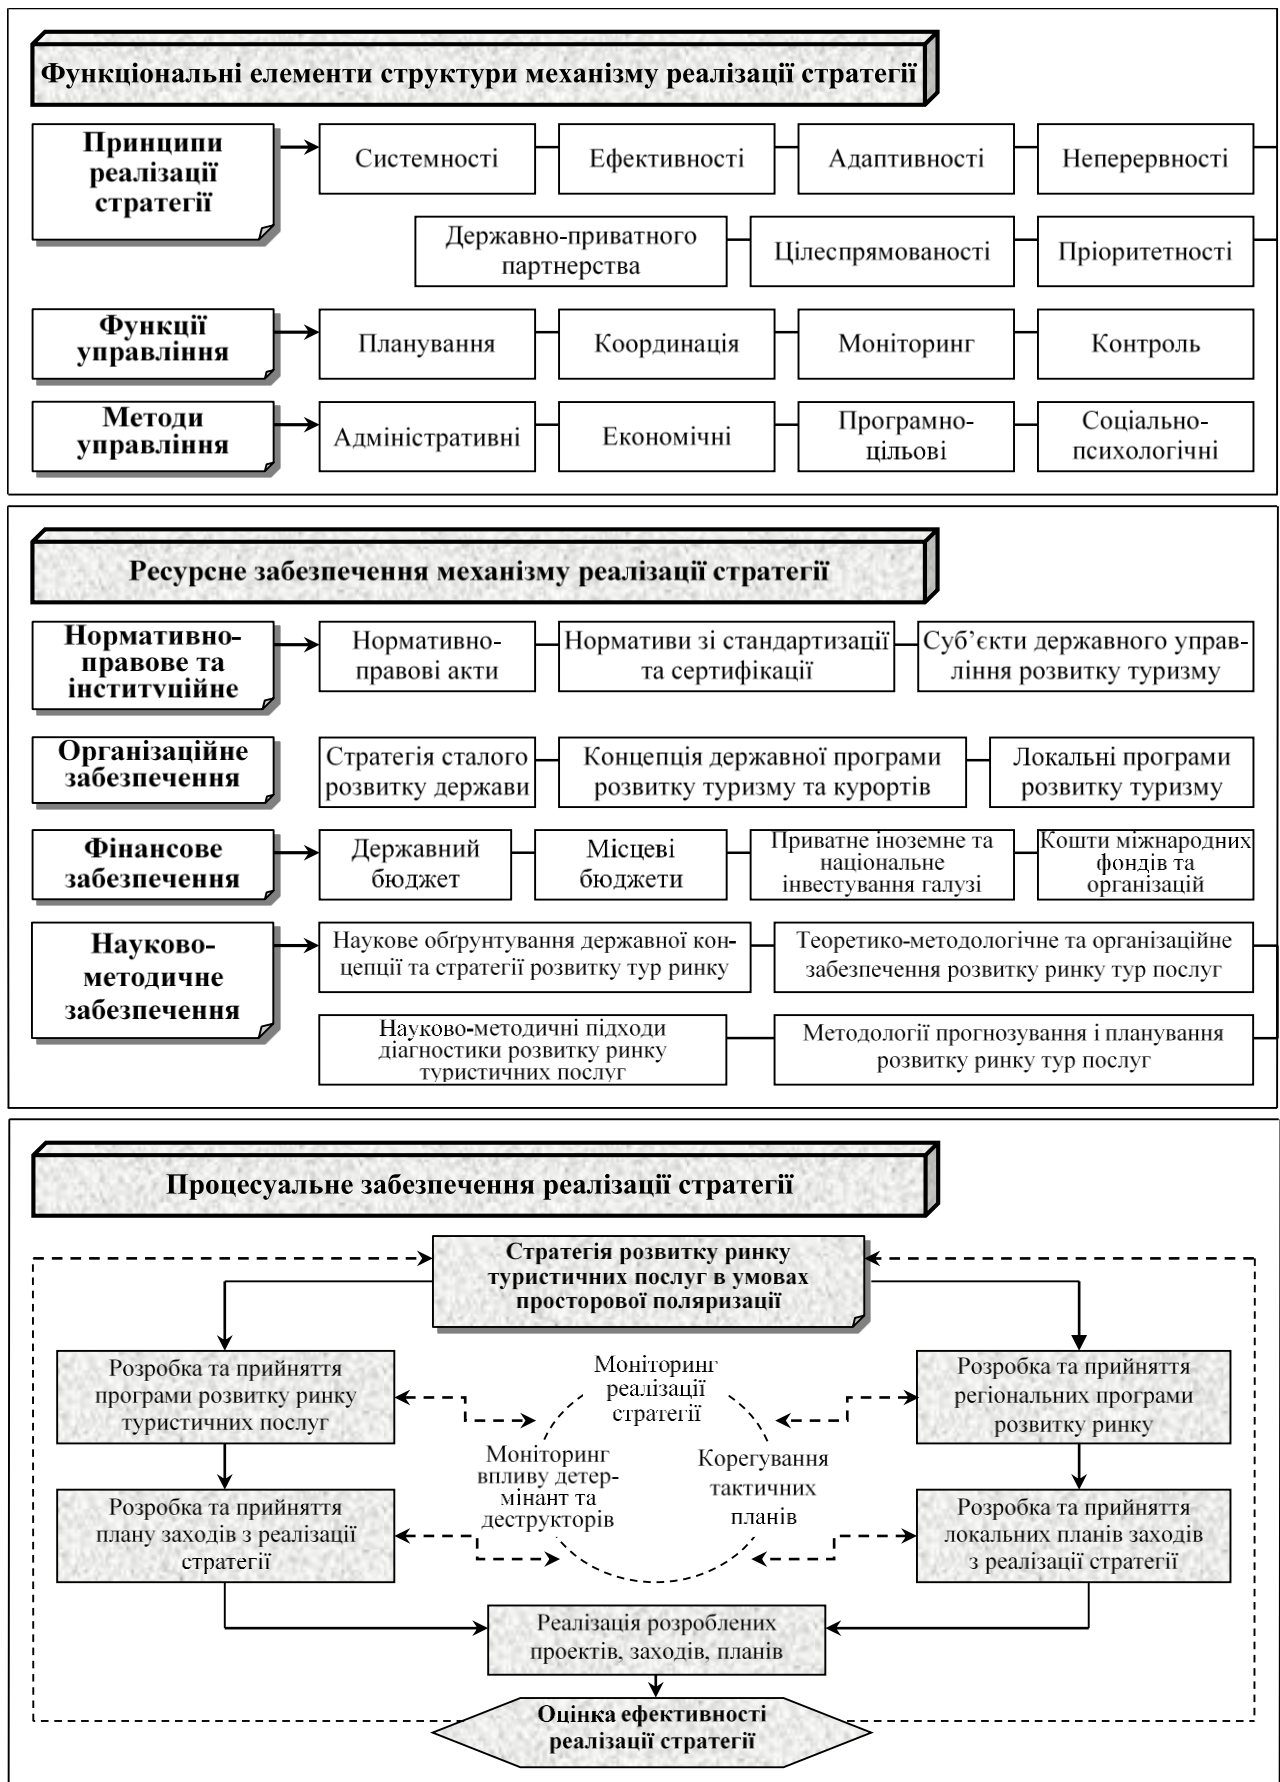 Функціональні елементи структури механізму реалізації стратегії
Принципи
реалізації
стратегії
Системності
Ефективності
Адаптивності
Неперервності
Державно-приватного
партнерства
Цілеспрямованості
Пріоритетності
Функції
управління
Планування
Координація
Моніторинг
Контроль
Методи
управління
Адміністративні
Економічні
Програмно-
цільові
Соціально-
психологічні
Ресурсне забезпечення механізму реалізації стратегії
Нормативно-
правове та
інституційне
Нормативно-
правові акти
Нормативи зі стандартизації
та сертифікації
Суб’єкти державного управ-
ління розвитку туризму
Організаційне
забезпечення
Стратегія сталого
розвитку держави
Концепція державної програми
розвитку туризму та курортів
Локальні програми
розвитку туризму
Фінансове
забезпечення
Державний
бюджет
Місцеві
бюджети
Приватне іноземне та
національне
інвестування галузі
Кошти міжнародних
фондів та
організацій
Науково-
методичне
забезпечення
Наукове обґрунтування державної кон-
цепції та стратегії розвитку тур ринку
Теоретико-методологічне та організаційне
забезпечення розвитку ринку тур послуг
Науково-методичні підходи
діагностики розвитку ринку
туристичних послуг
Методології прогнозування і планування
розвитку ринку тур послуг
Процесуальне забезпечення реалізації стратегії
Стратегія розвитку ринку
туристичних послуг в умовах
просторової поляризації
Розробка та прийняття
програми розвитку ринку
туристичних послуг
Моніторинг
реалізації
стратегії
Розробка та прийняття
регіональних програми
розвитку ринку
Моніторинг
впливу детер-
мінант та
деструкторів
Корегування
тактичних
планів
Розробка та прийняття
плану заходів з реалізації
стратегії
Розробка та прийняття
локальних планів заходів
з реалізації стратегії
Реалізація розроблених
проектів, заходів, планів
Оцінка ефективності
реалізації стратегії